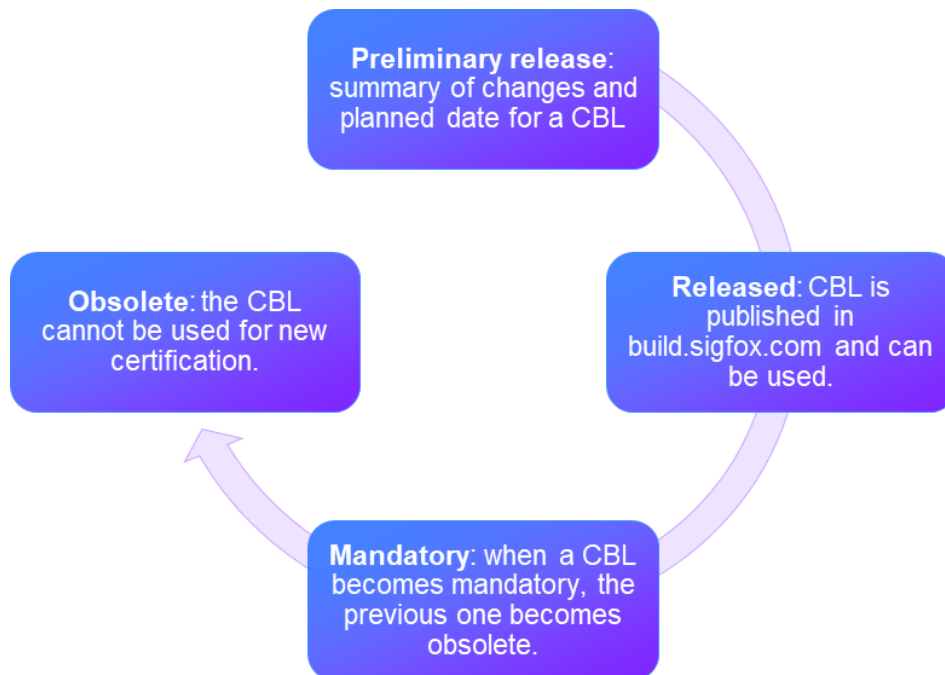 Preliminary release:
summary of changes and
planned date for a CBL
Obsolete: the CBL
cannot be used for new
certification.
Released: CBL is
published in
build.sigfox.com and can
be used.
Mandatory: when a CBL
becomes mandatory, the
previous one becomes
obsolete.